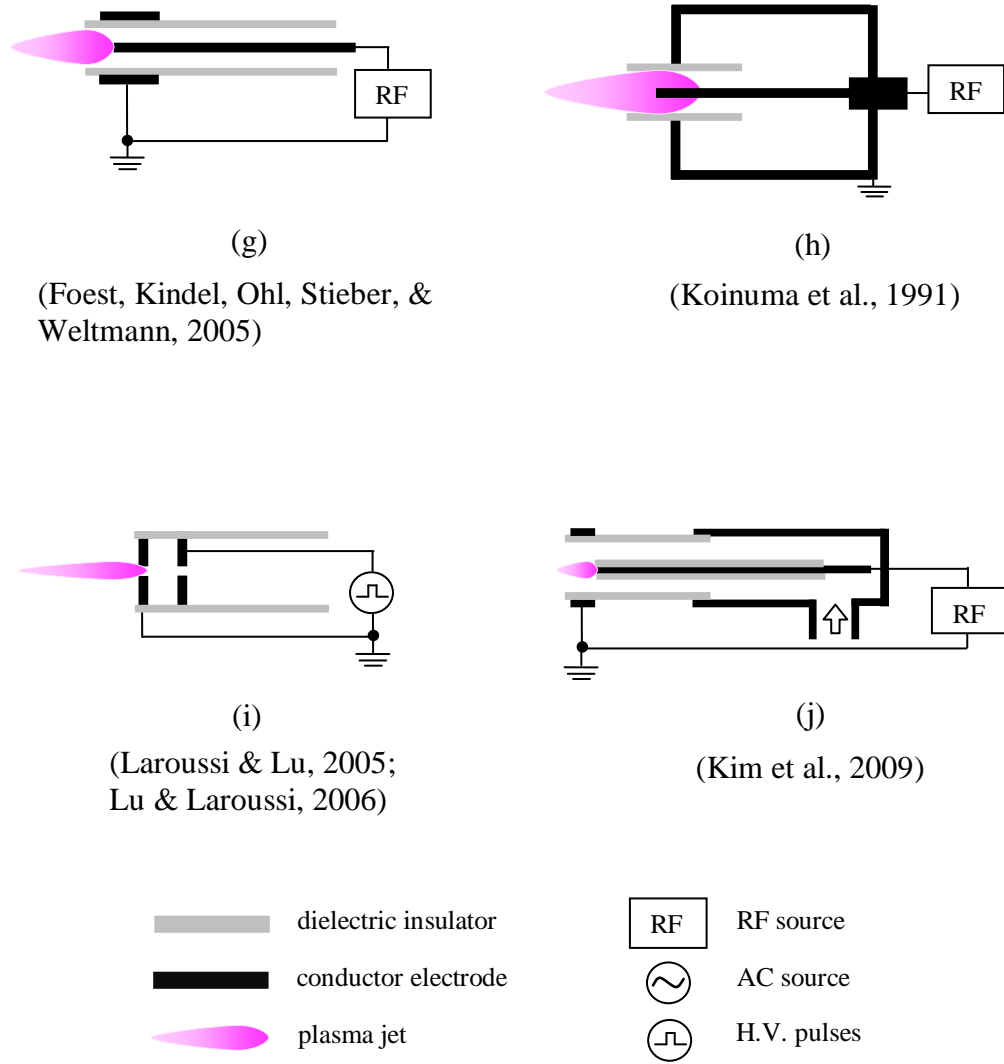 RF
RF
(g)
(h)
(Foest, Kindel, Ohl, Stieber, &
Weltmann, 2005)
(Koinuma et al., 1991)
RF
(i)
(j)
(Laroussi & Lu, 2005;
Lu & Laroussi, 2006)
(Kim et al., 2009)
dielectric insulator
RF
RF source
conductor electrode
AC source
plasma jet
H.V. pulses